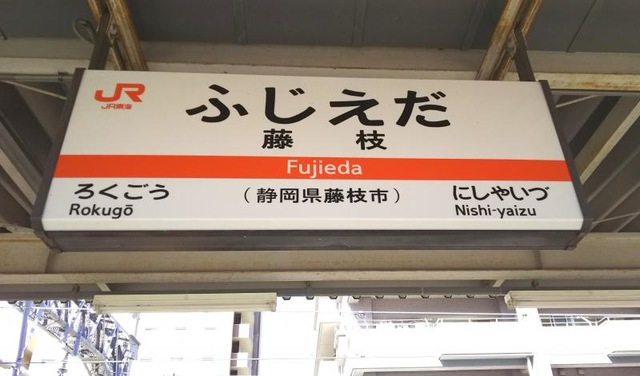 JR
JR東海
ふじえだ
藤枝
Fujieda
ろくごう
Rokugō
(静岡県藤枝市)
にしやいづ
Nishi-yaizu